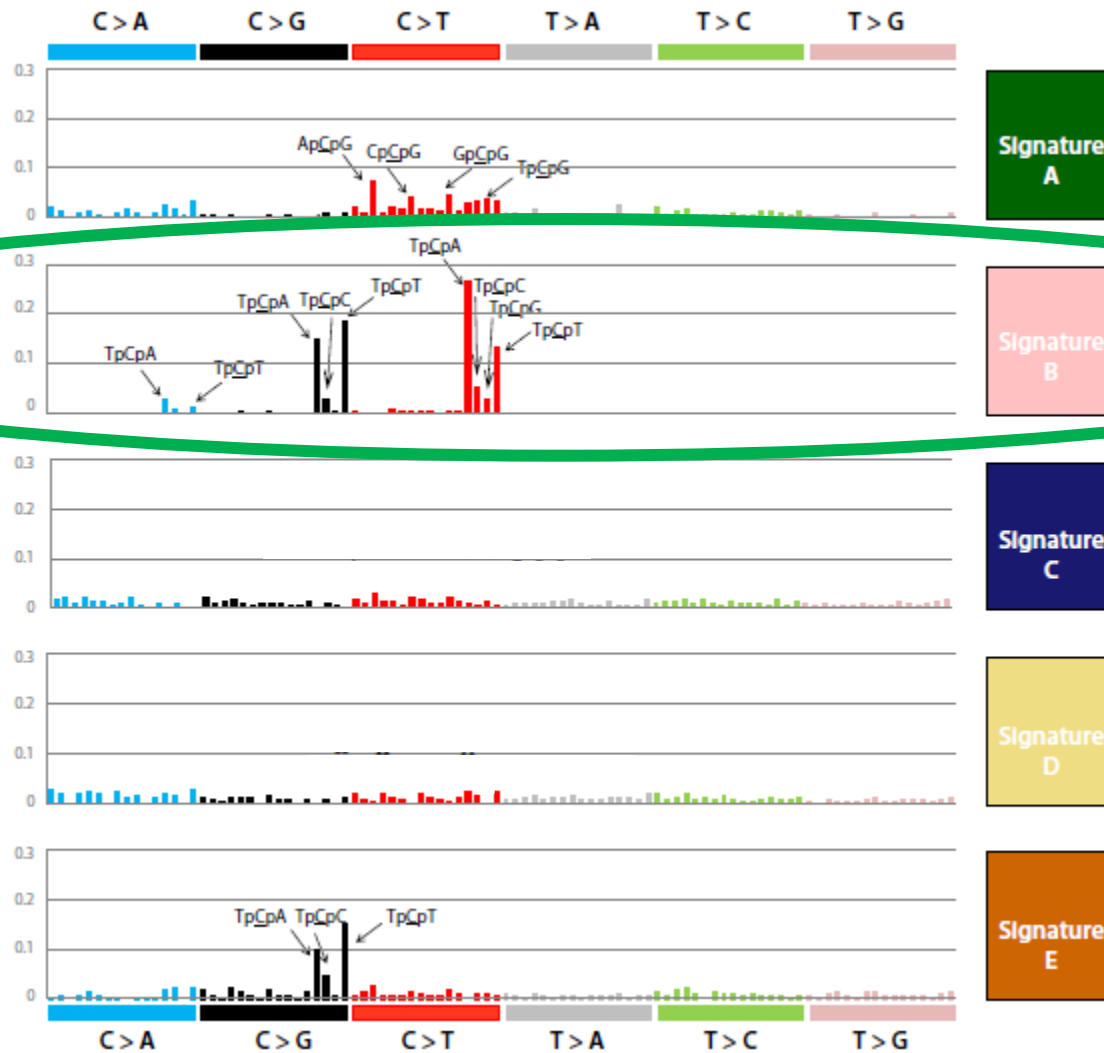 C > A C > G C > T T > A T > C T > G
0.3
0.2
ApCpG CpCpG GpCpG TpCpG
0.1
0
Signature
A
TpCpA
0.3
TpCpA TpCpC TpCpT TpCpC
0.2
TpCpG
TpCpT
TpCpA TpCpT
0.1
0
Signature
B
0.3
0.2
0.1
0
Signature
C
0.3
0.2
0.1
0
Signature
D
0.3
0.2
TpCpA TpCpC TpCpT
0.1
0
Signature
E
C > A C > G C > T T > A T > C T > G